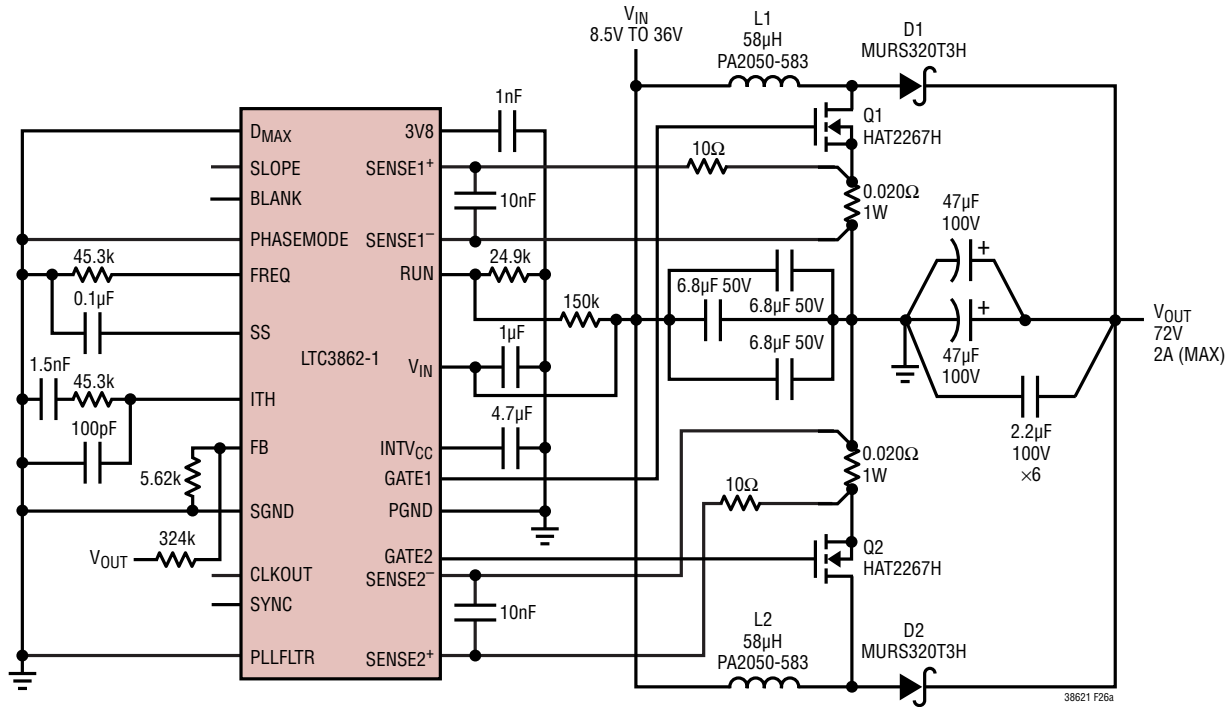 VIN
8.5V TO 36V
L1
58µH
PA2050-583
D1
MURS320T3H
1nF
DMAX
3V8
Q1
HAT2267H
SLOPE
SENSE1+
10Ω
BLANK
10nF
0.020Ω
1W
47µF
100V
PHASEMODE
SENSE1–
45.3k
FREQ
RUN
24.9k
6.8µF 50V
6.8µF 50V
0.1µF
150k
SS
1µF
6.8µF 50V
VOUT
72V
2A (MAX)
LTC3862-1
1.5nF
45.3k
VIN
47µF
100V
ITH
100pF
4.7µF
2.2µF
100V
×6
FB
INTVCC
0.020Ω
1W
5.62k
GATE1
10Ω
SGND
PGND
324k
VOUT
GATE2
Q2
HAT2267H
CLKOUT
SENSE2–
SYNC
10nF
L2
58µH
PA2050-583
D2
MURS320T3H
PLLFLTR
SENSE2+
38621 F26a